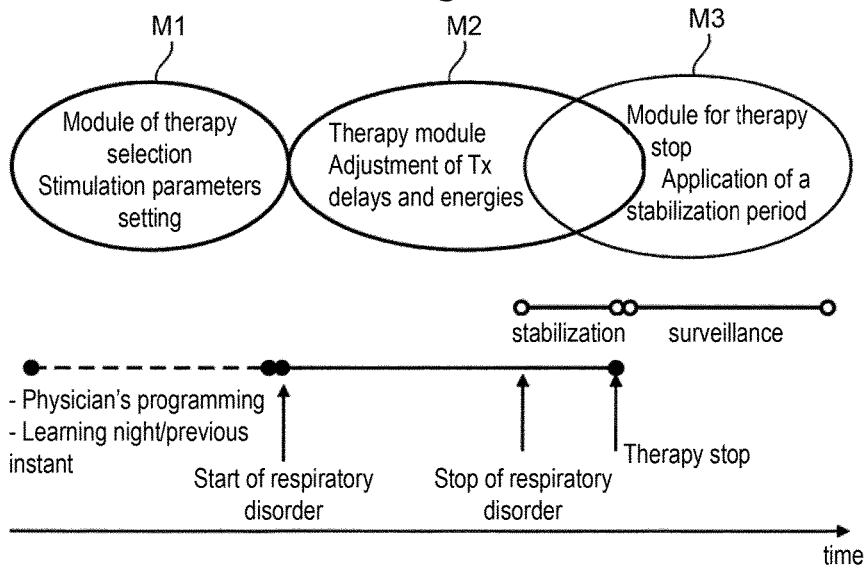 M1
M2
M3
Module of therapy
selection
Stimulation parameters
setting
Therapy module
Adjustment of Tx
delays and energies
Module for therapy
stop
Application of a
stabilization period
stabilization
surveillance
- Physician's programming
- Learning night/previous
instant
Start of respiratory
disorder
Stop of respiratory
disorder
Therapy stop
time